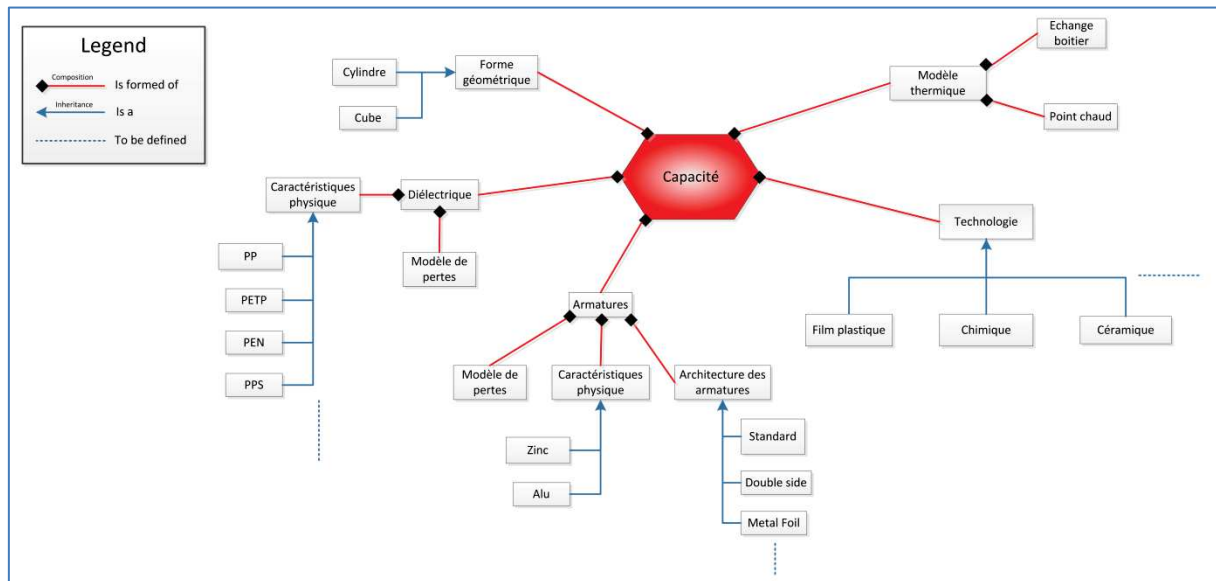 Legend
Composition
Is formed of
Inheritance
Is a
To be defined
Cylindre
Cube
Forme
géométrique
Echange
boitier
Modèle
thermique
Point chaud
Capacité
Caractéristiques
physique
Diélectrique
Modèle de
pertes
PP
PETP
PEN
PPS
Technologie
Film plastique
Chimique
Céramique
Armatures
Modèle de
pertes
Caractéristiques
physique
Architecture des
armatures
Zinc
Alu
Standard
Double side
Metal Foil